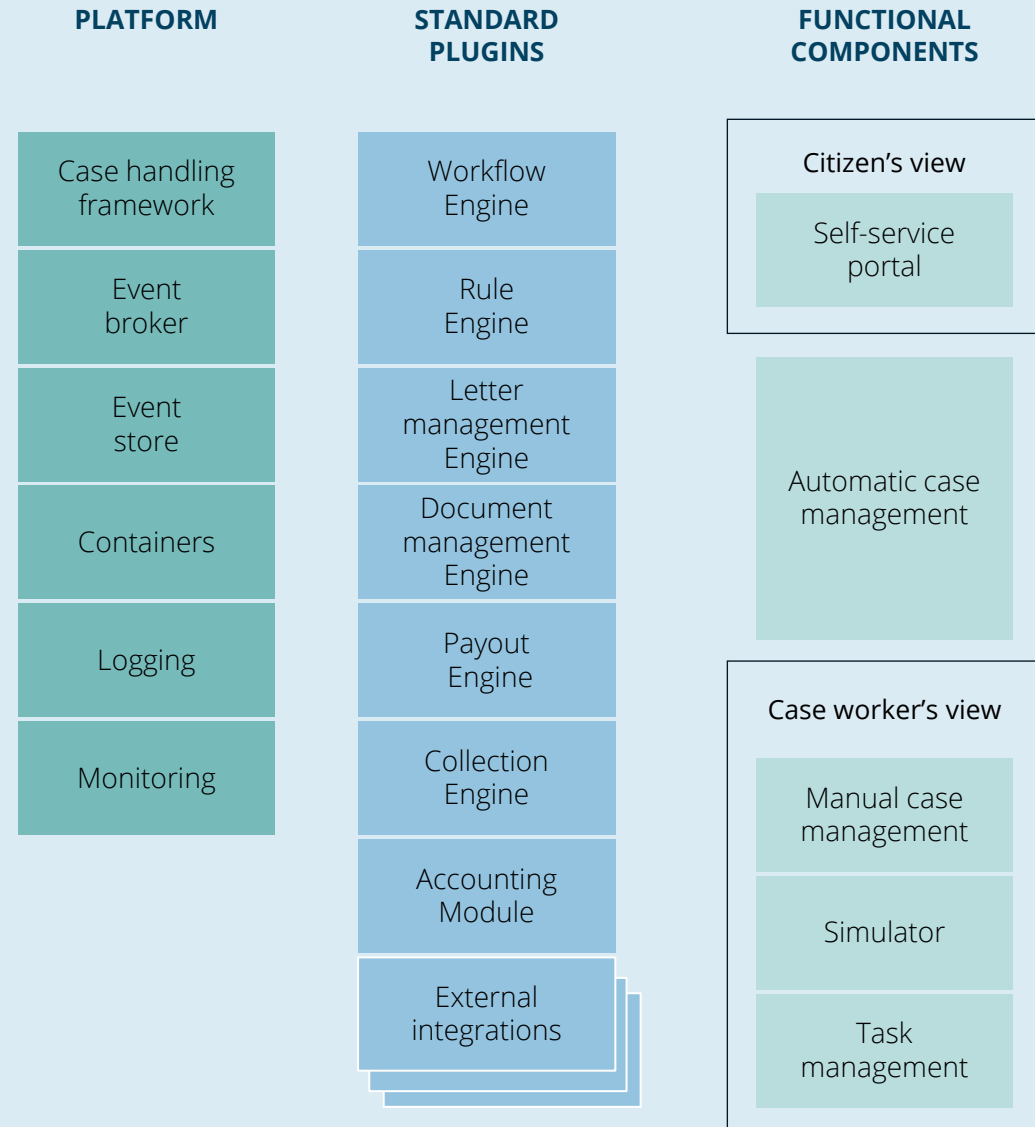 PLATFORM
Case handling
framework
Event
broker
Event
store
Containers
Logging
Monitoring
STANDARD
PLUGINS
Workflow
Engine
Rule
Engine
Letter
management
Engine
Document
management
Engine
Payout
Engine
Collection
Engine
Accounting
Module
External
integrations
FUNCTIONAL
COMPONENTS
Citizen’s view
Self-service
portal
Automatic case
management
Case worker’s view
Manual case
management
Simulator
Task
management